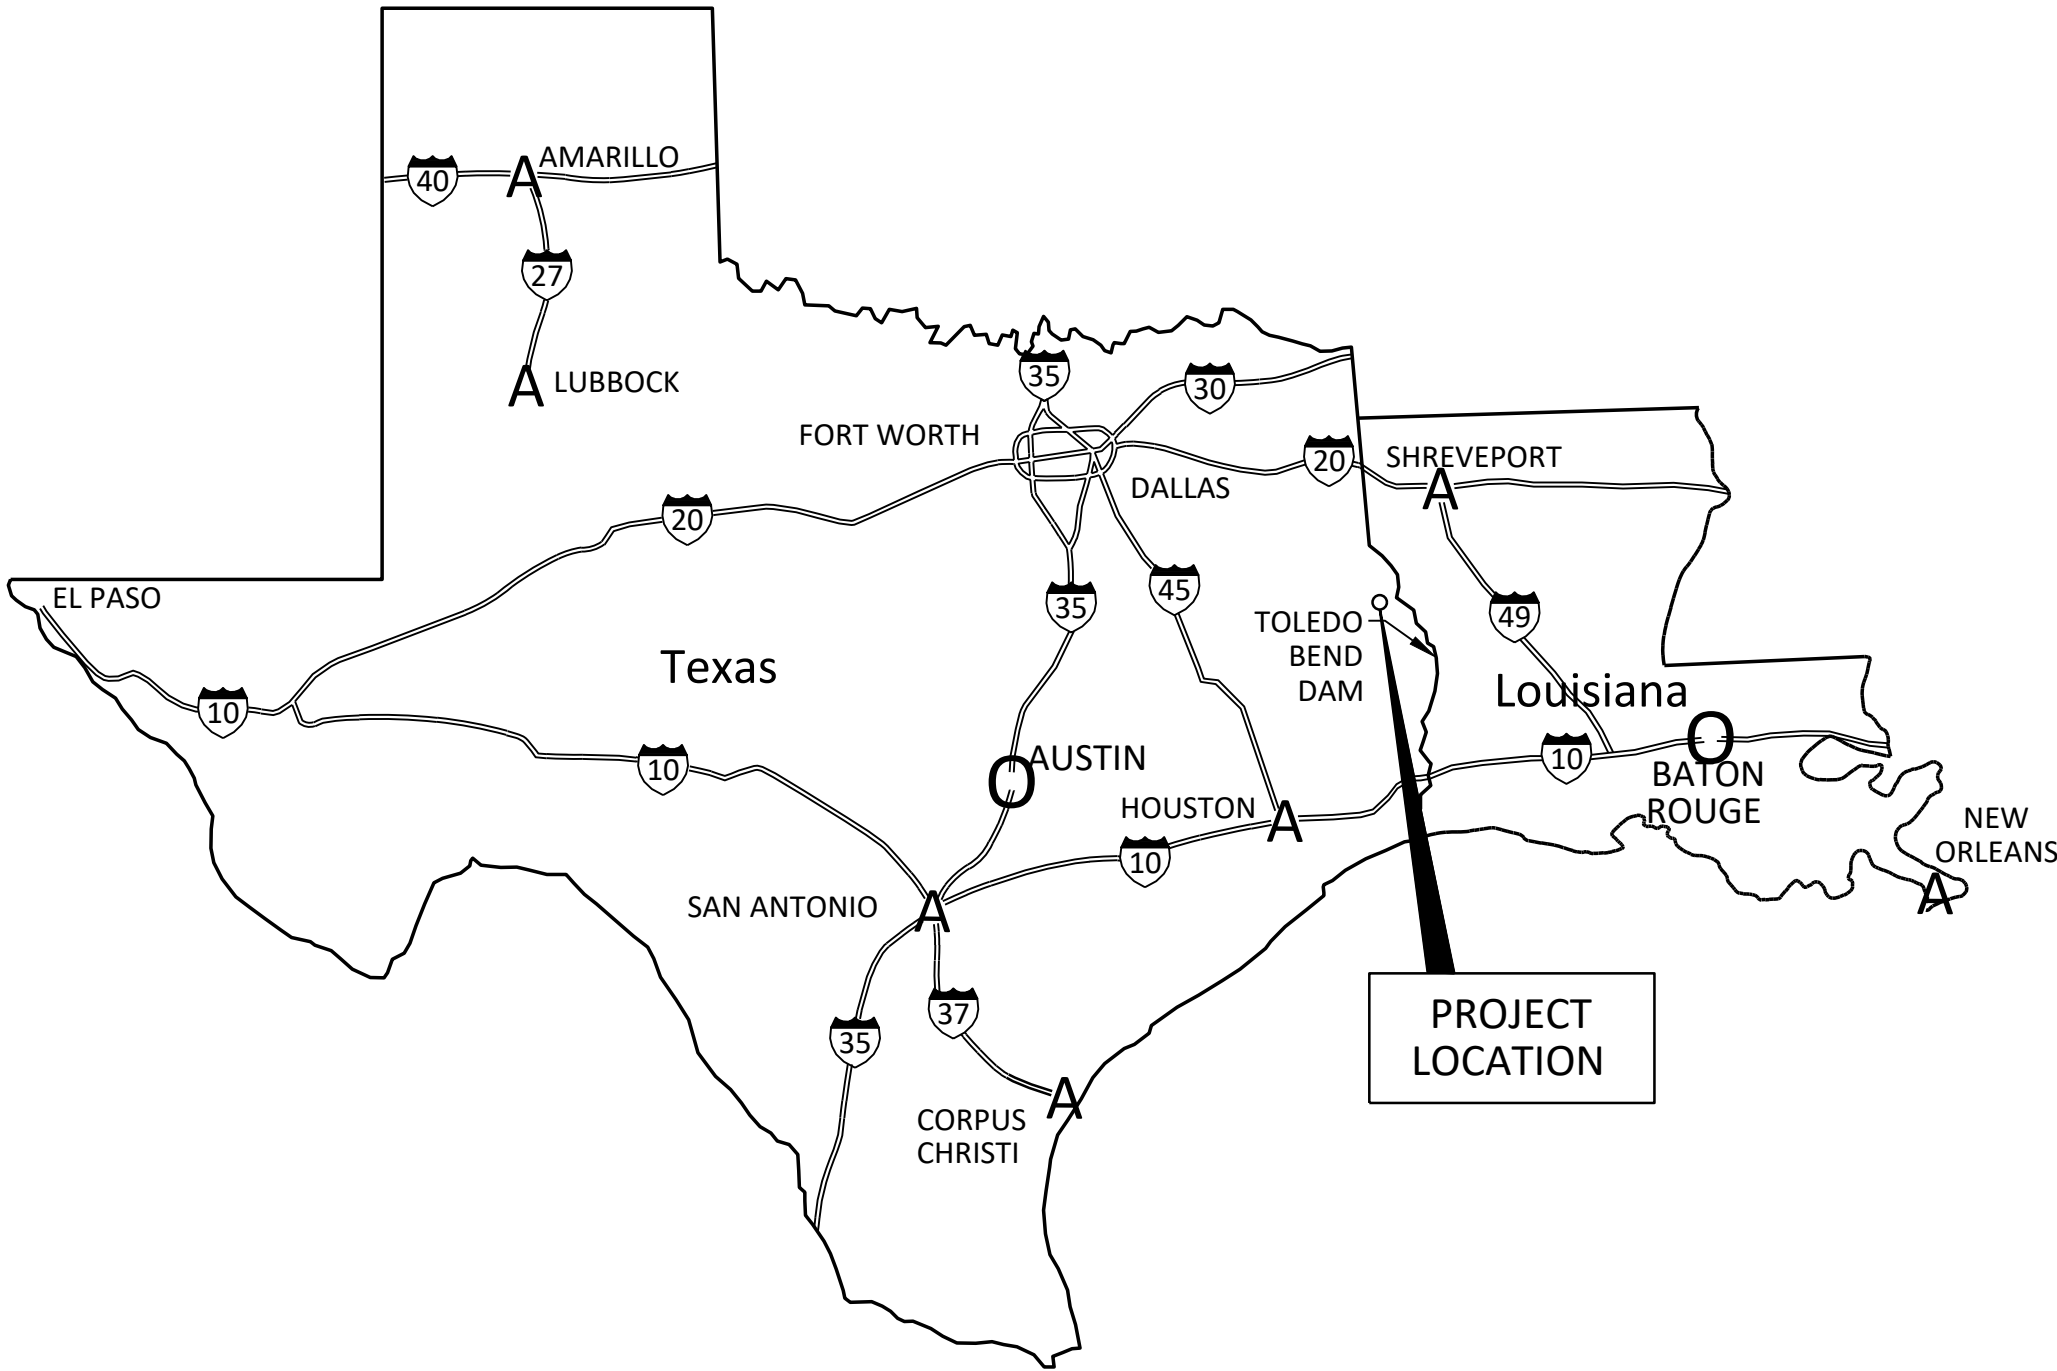 AMARILLO
40
A
27
A
LUBBOCK
35
30
FORT WORTH
20
SHREVEPORT
A
DALLAS
20
EL PASO
35
45
49
TOLEDO
BEND
DAM
Texas
Louisiana
10
10
O
AUSTIN
10
O
BATON
ROUGE
HOUSTON
A
NEW
ORLEANS
A
10
SAN ANTONIO
A
37
35
PROJECT
LOCATION
A
CORPUS
CHRISTI